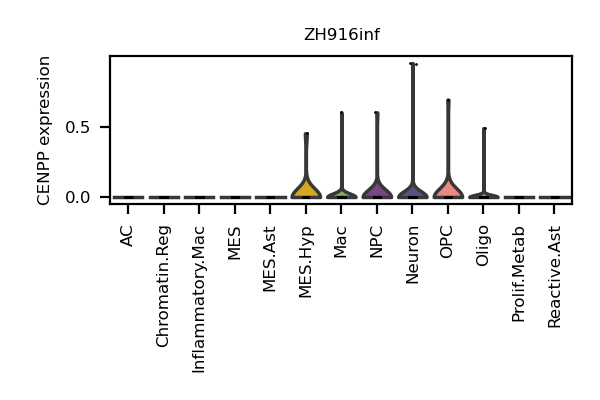 ZH916inf
CENPP expression
0.5
0.0
AC
Chromatin.Reg
Inflammatory.Mac
MES
MES.Ast
MES.Hyp
Mac
NPC
Neuron
OPC
Oligo
Prolif.Metab
Reactive.Ast